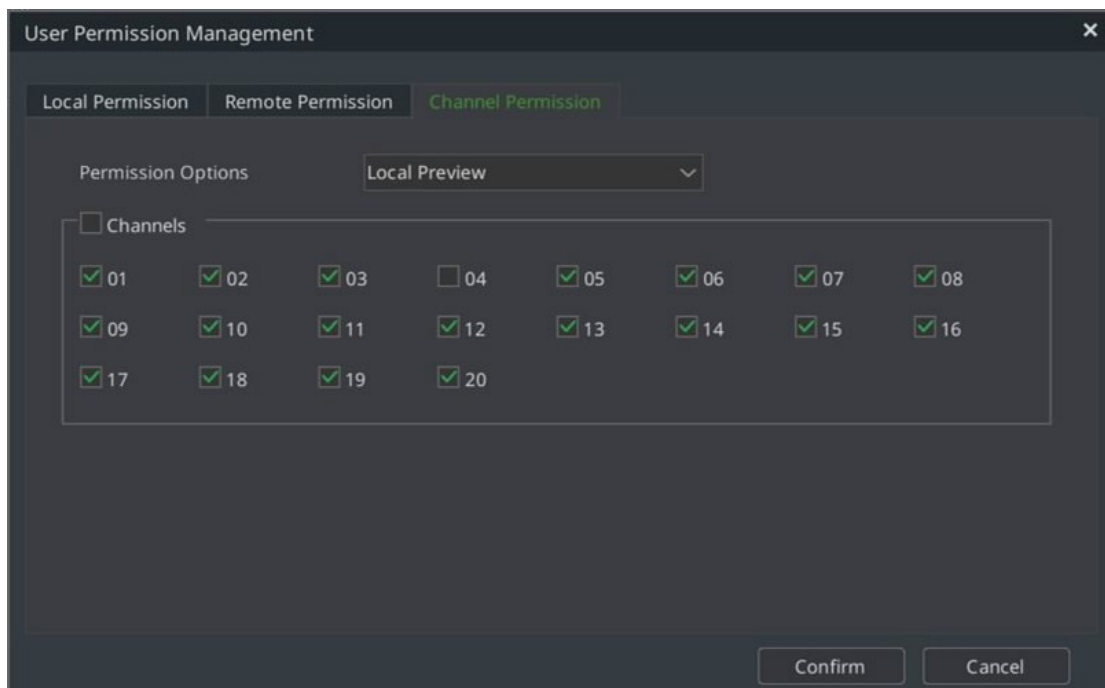 User Permission Management
Local Permission Remote Permission Channel Permission
Permission Options Local Preview
Channels
01 02 03 04 05 06 07 08
09 10 11 12 13 14 15 16
17 18 19 20
Confirm Cancel